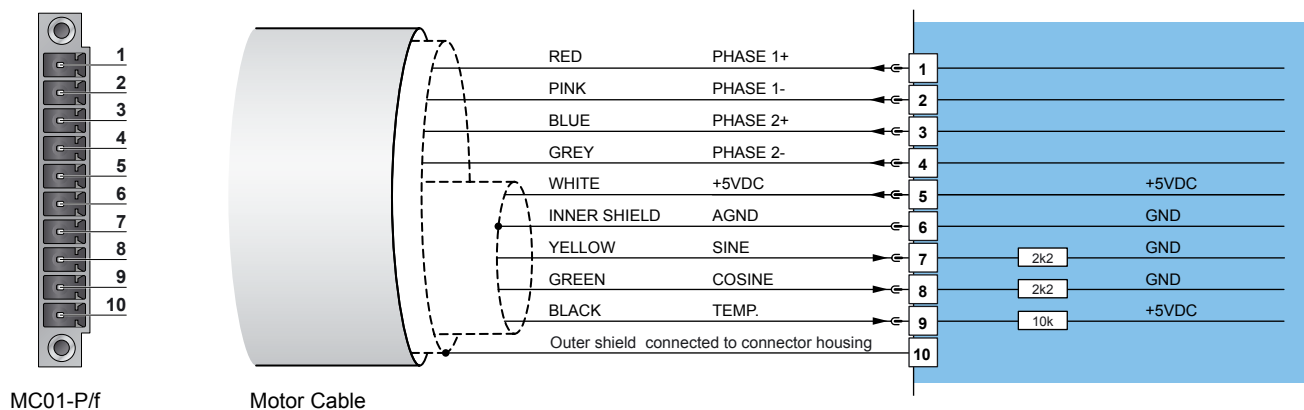 1
2
3
4
5
6
7
8
9
10
MC01-P/f
Motor Cable
RED PHASE 1+ 1
PINK PHASE 1- 2
BLUE PHASE 2+ 3
GREY PHASE 2- 4
WHITE +5VDC 5 +5VDC
INNER SHIELD AGND 6 GND
YELLOW SINE 7 2k2 GND
GREEN COSINE 8 2k2 GND
BLACK TEMP. 9 10k +5VDC
Outer shield connected to connector housing 10